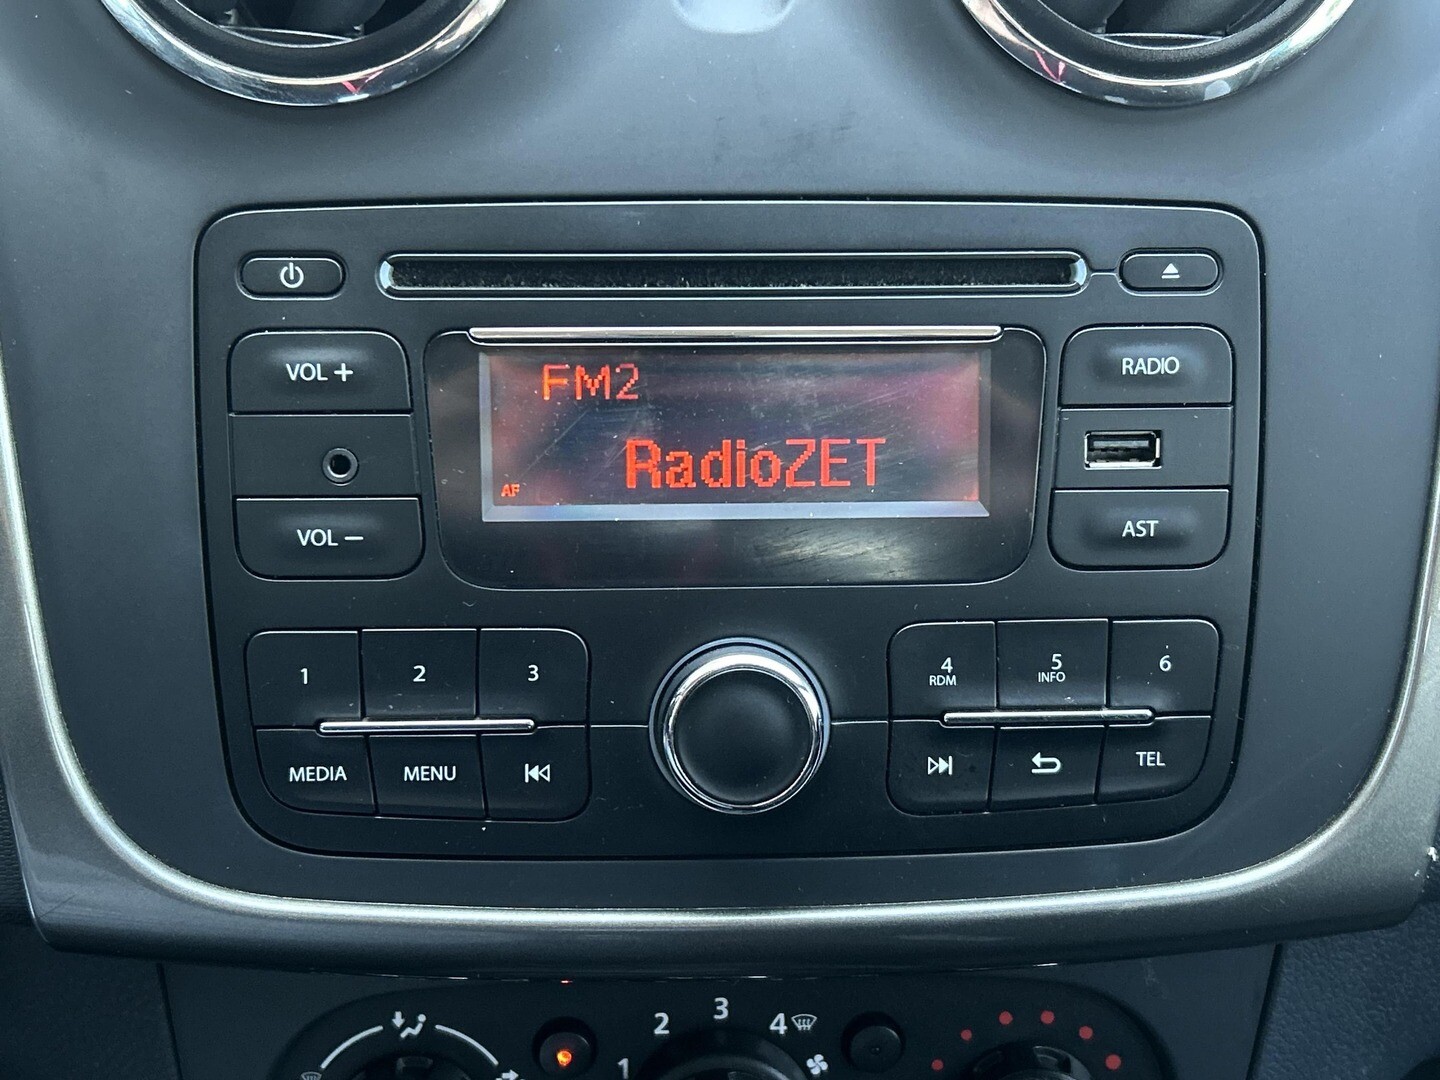 VOL +
RADIO
FM2
RadioZET
AF
VOL −
AST
1
2
3
4
RDM
5
INFO
6
MEDIA
MENU
TEL
1
2
3
4